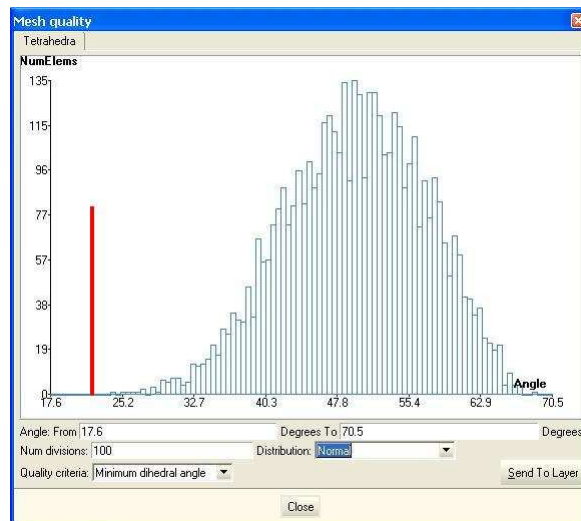 Mesh quality
Tetrahedra
NumElems
135
115
96
77
57
38
19
0
Angle
17.6 25.2 32.7 40.3 47.8 55.4 62.9 70.5
Angle: From 17.6 Degrees To 70.5 Degrees
Num divisions: 100 Distribution: Normal
Quality criteria: Minimum dihedral angle Send To Layer
Close